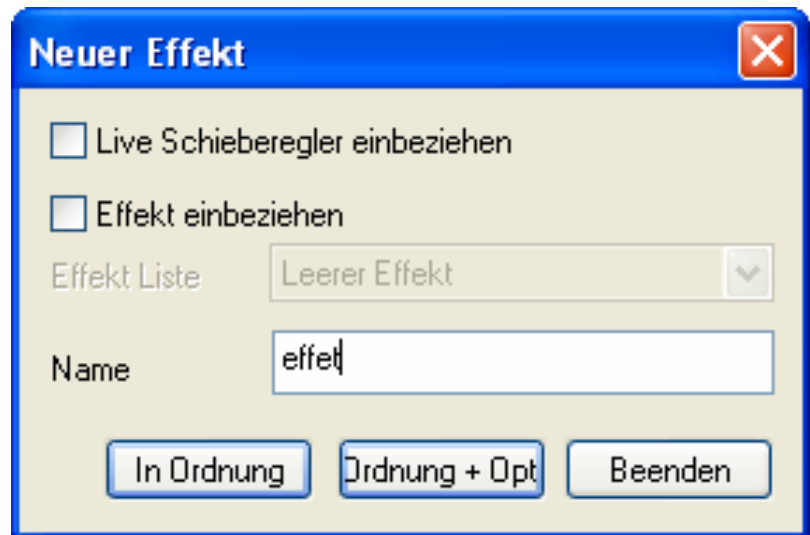 Neuer Effekt
Live Schieberegler einbeziehen
Effekt einbeziehen
Effekt Liste Leerer Effekt
Name effet
In Ordnung Ordnung + Opt Beenden